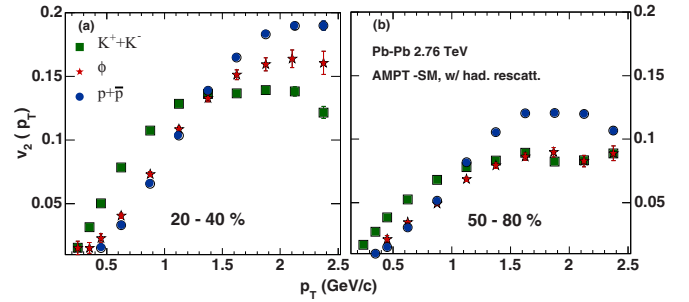 (a)
K⁺+K⁻
φ
p+p̅
20 - 40 %
0.2
0.15
0.1
0.05
v₂ ( p_T )
0.5 1 1.5 2 2.5
(b)
Pb-Pb 2.76 TeV
AMPT -SM, w/ had. rescatt.
50 - 80 %
0.2
0.15
0.1
0.05
0.5 1 1.5 2 2.5
p_T (GeV/c)